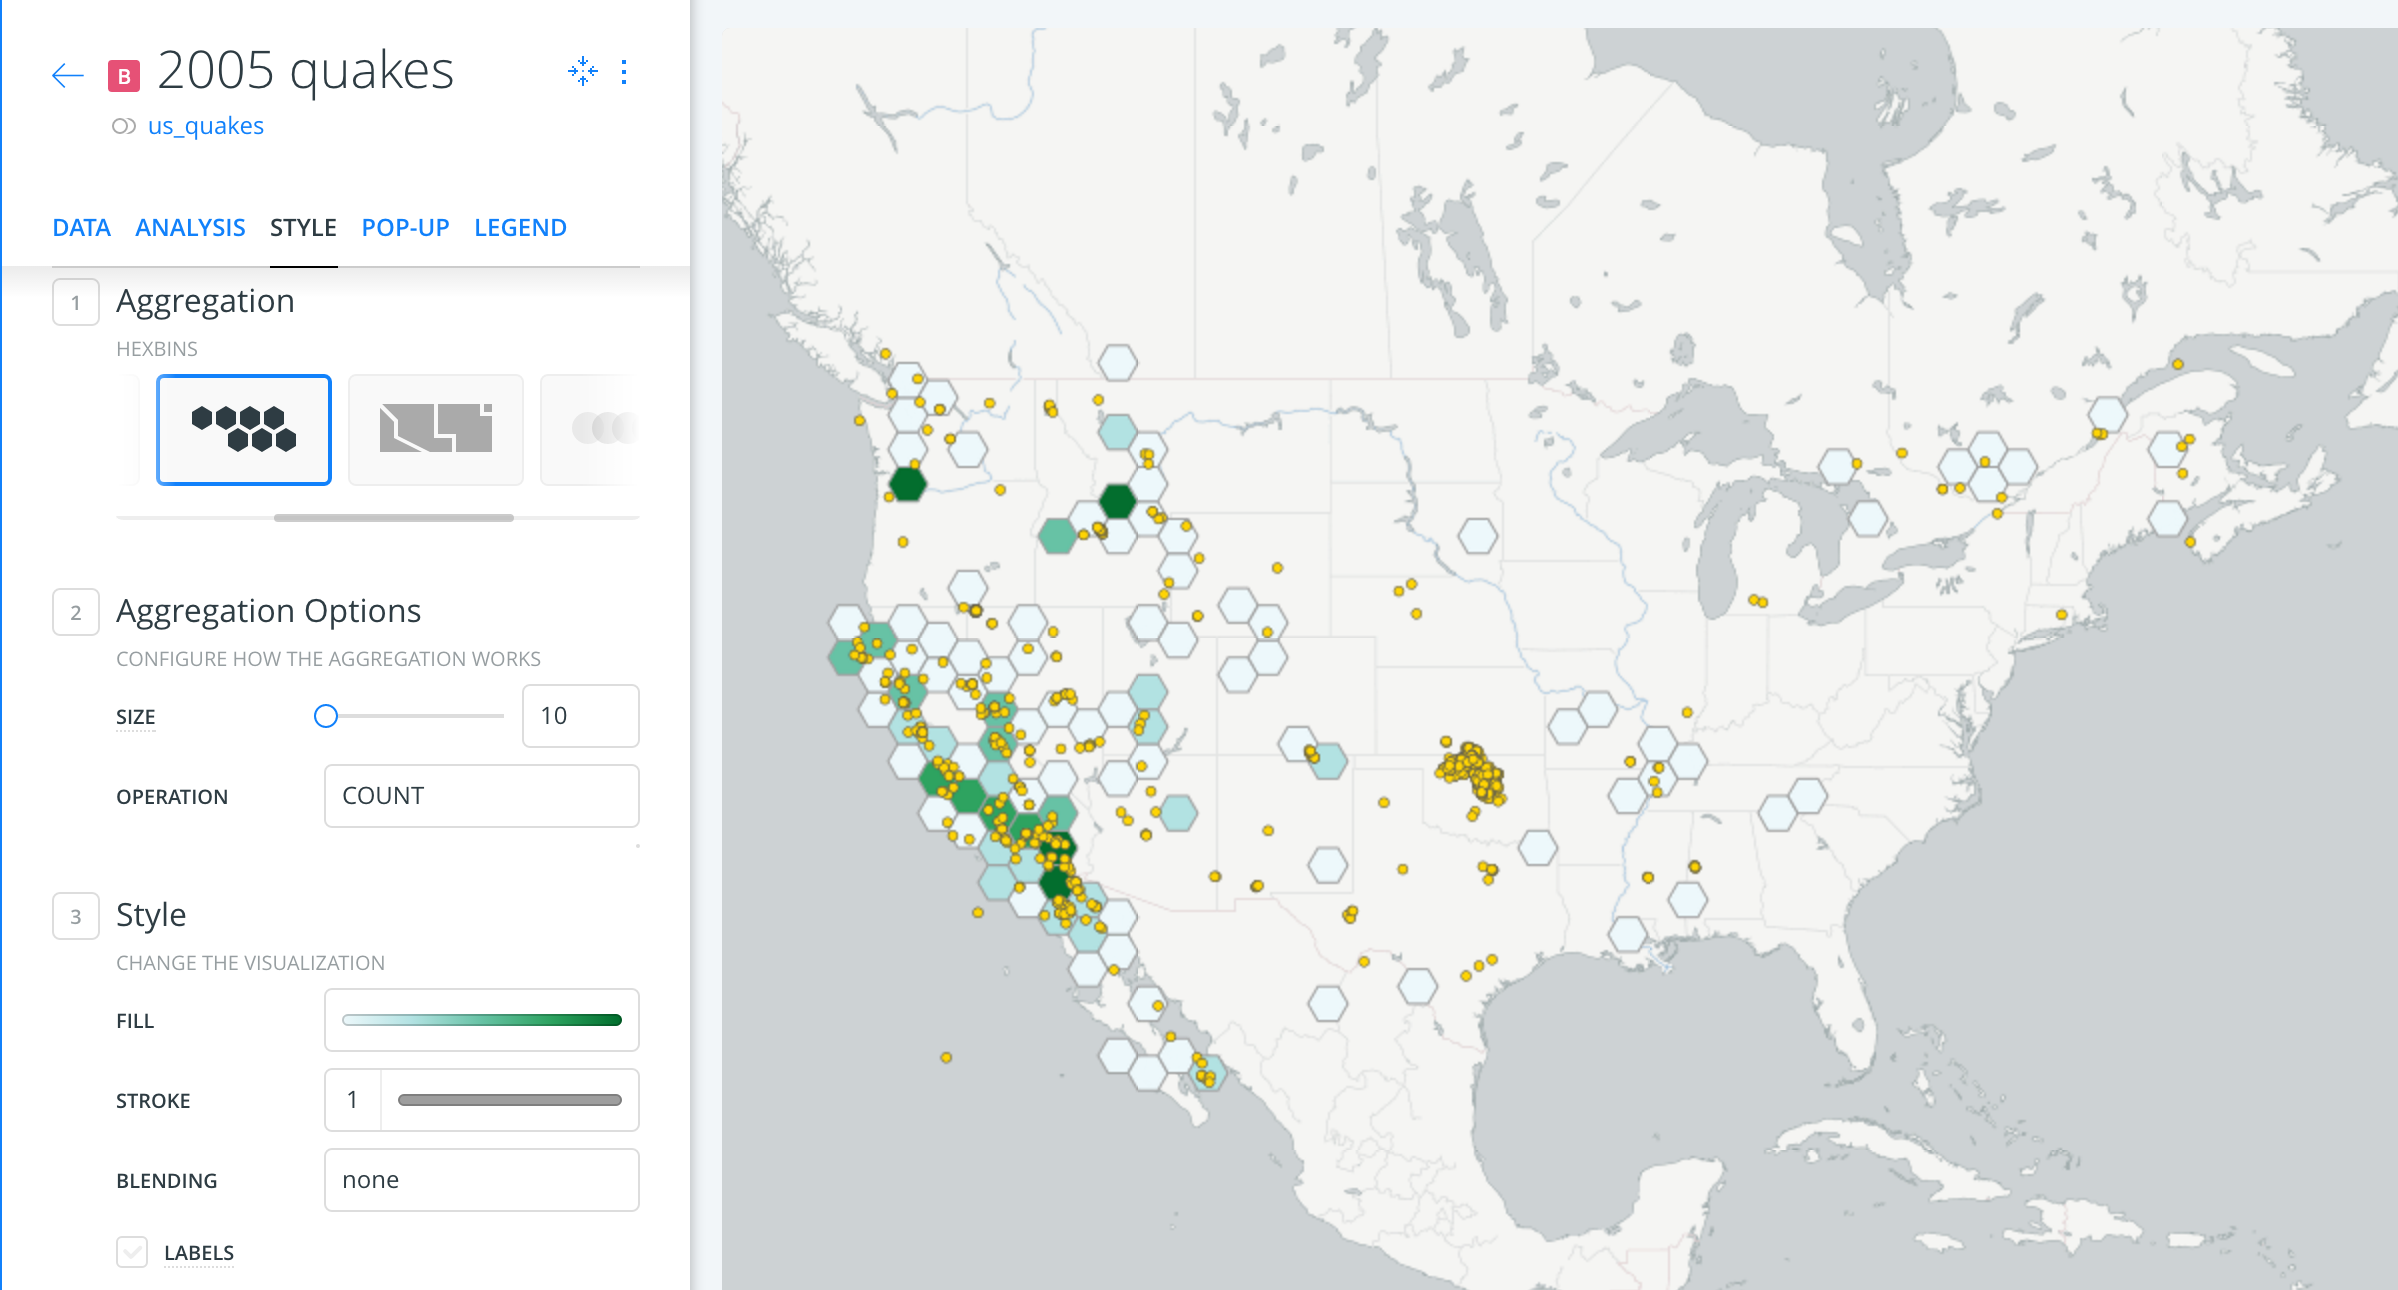 B 2005 quakes
us_quakes
DATA ANALYSIS STYLE POP-UP LEGEND
1 Aggregation
HEXBINS
2 Aggregation Options
CONFIGURE HOW THE AGGREGATION WORKS
SIZE 10
OPERATION COUNT
3 Style
CHANGE THE VISUALIZATION
FILL
STROKE 1
BLENDING none
LABELS